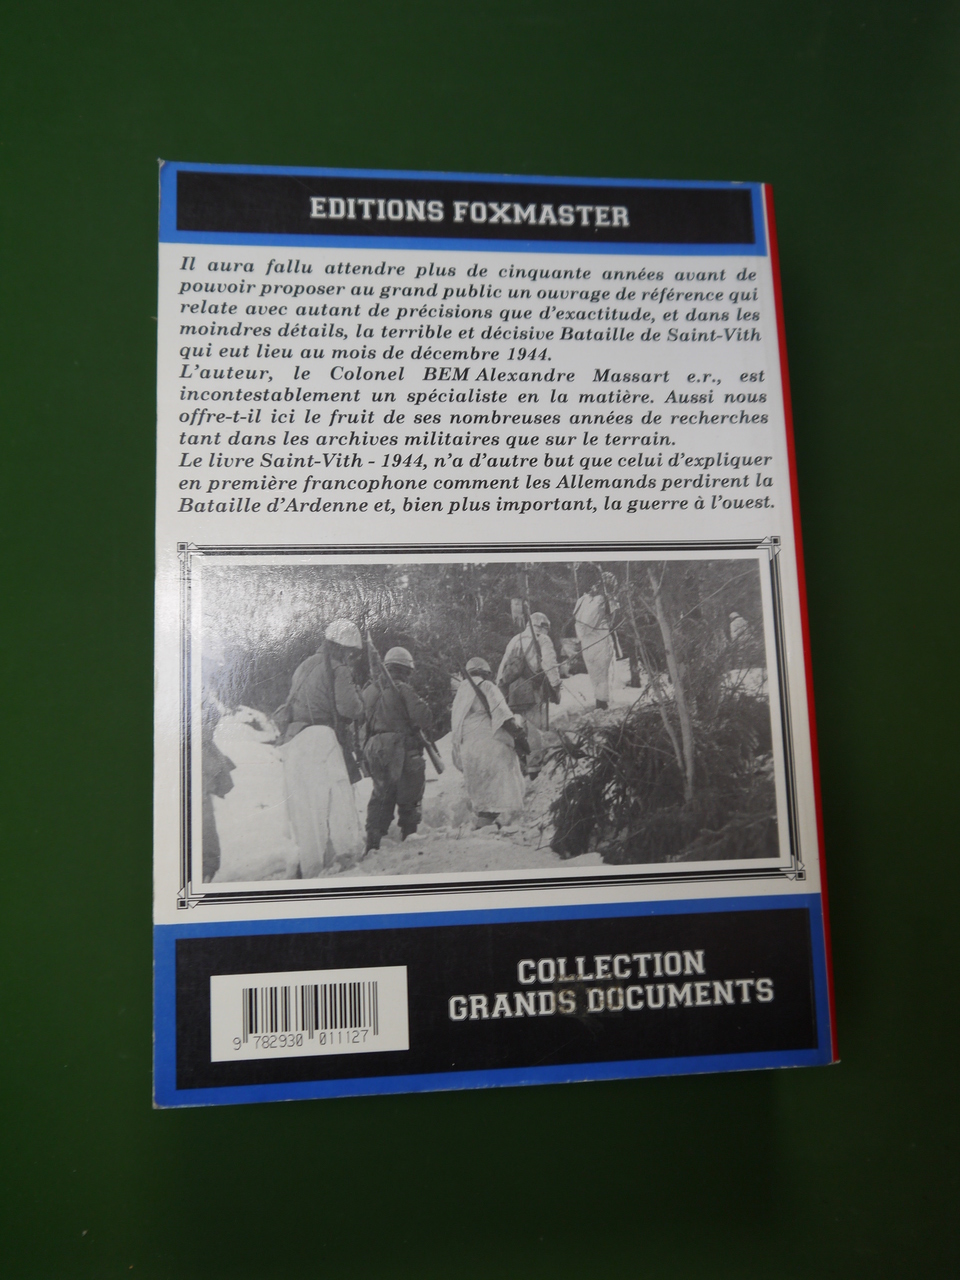 EDITIONS FOXMASTER
Il aura fallu attendre plus de cinquante années avant de
pouvoir proposer au grand public un ouvrage de référence qui
relate avec autant de précisions que d'exactitude, et dans les
moindres détails, la terrible et décisive Bataille de Saint-Vith
qui eut lieu au mois de décembre 1944.
L'auteur, le Colonel BEM Alexandre Massart e.r., est
incontestablement un spécialiste en la matière. Aussi nous
offre-t-il ici le fruit de ses nombreuses années de recherches
tant dans les archives militaires que sur le terrain.
Le livre Saint-Vith - 1944, n'a d'autre but que celui d'expliquer
en première francophone comment les Allemands perdirent la
Bataille d'Ardenne et, bien plus important, la guerre à l'ouest.
COLLECTION
GRANDS DOCUMENTS
9 782930 011127